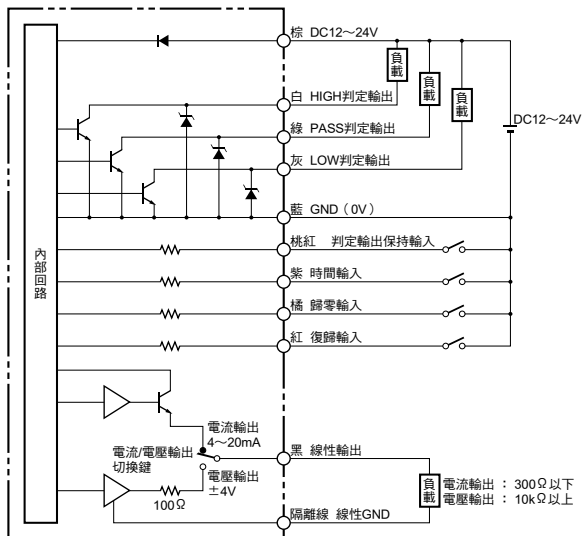 棕 DC12～24V
負載
負載
負載
白 HIGH判定輸出
綠 PASS判定輸出
DC12～24V
灰 LOW判定輸出
藍 GND（0V）
內部回路
桃紅 判定輸出保持輸入
紫 時間輸入
橘 歸零輸入
紅 復歸輸入
電流輸出
4～20mA
電流/電壓輸出
切換鍵
黑 線性輸出
電壓輸出
±4V
100Ω
負載
電流輸出 ： 300Ω以下
電壓輸出 ： 10kΩ以上
隔離線 線性GND